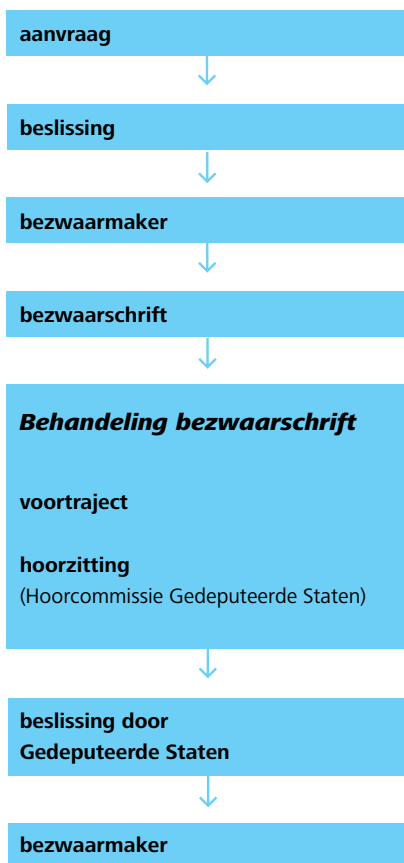 aanvraag
beslissing
bezwaarmaker
bezwaarschrift
Behandeling bezwaarschrift
voortraject
hoorzitting
(Hoorcommissie Gedeputeerde Staten)
beslissing door
Gedeputeerde Staten
bezwaarmaker